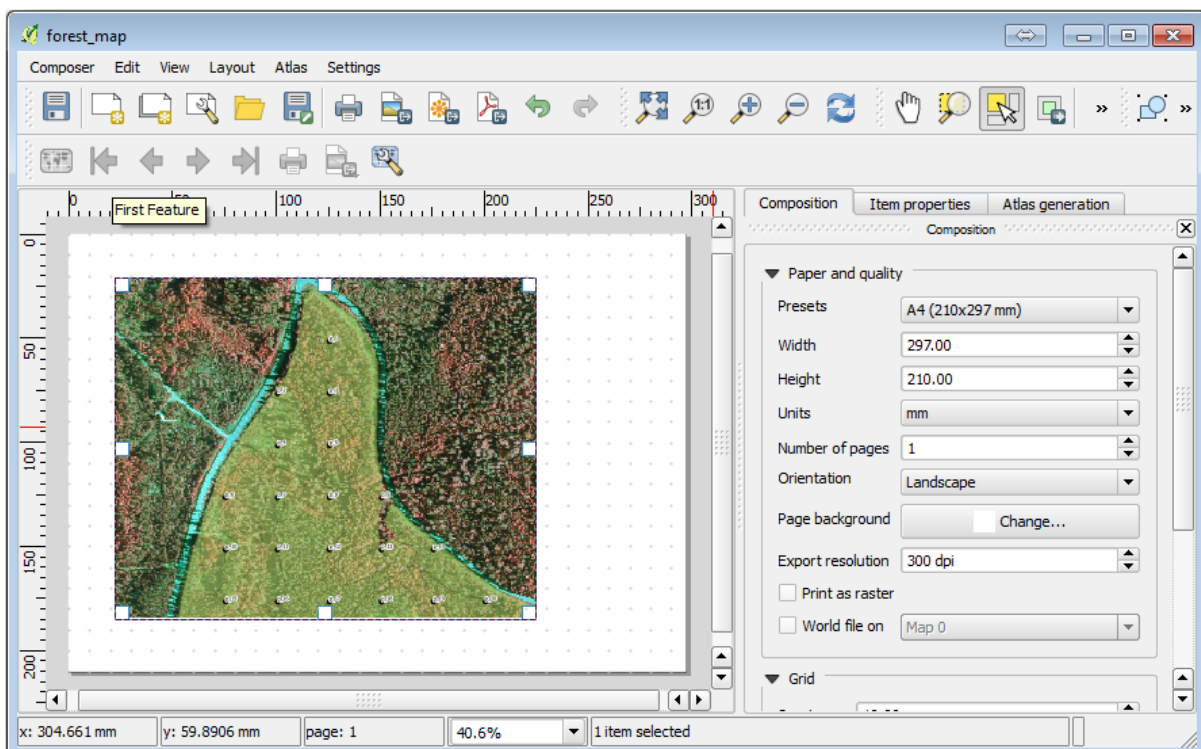 forest_map
Composer Edit View Layout Atlas Settings
1:1
» »
0 50 100 150 200 250 300
First Feature
0
50
100
150
200
Composition Item properties Atlas generation
Composition
Paper and quality
Presets A4 (210x297 mm)
Width 297.00
Height 210.00
Units mm
Number of pages 1
Orientation Landscape
Page background Change...
Export resolution 300 dpi
Print as raster
World file on Map 0
Grid
x: 304.661 mm y: 59.8906 mm page: 1 40.6% 1 item selected